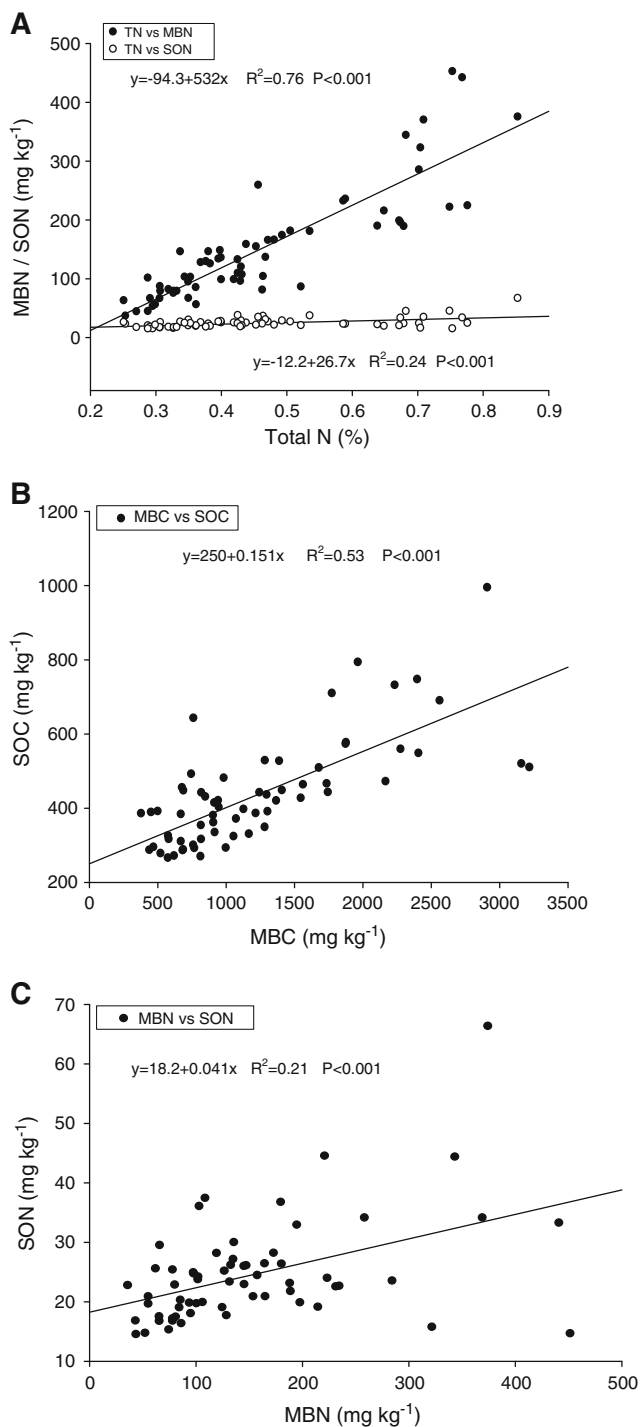 A
TN vs MBN
TN vs SON
y=-94.3+532x R²=0.76 P<0.001
500
400
300
200
100
0
MBN / SON (mg kg⁻¹)
y=-12.2+26.7x R²=0.24 P<0.001
0.2 0.3 0.4 0.5 0.6 0.7 0.8 0.9
Total N (%)
B
MBC vs SOC
y=250+0.151x R²=0.53 P<0.001
1200
1000
800
600
400
200
SOC (mg kg⁻¹)
0 500 1000 1500 2000 2500 3000 3500
MBC (mg kg⁻¹)
C
MBN vs SON
y=18.2+0.041x R²=0.21 P<0.001
70
60
50
40
30
20
10
SON (mg kg⁻¹)
0 100 200 300 400 500
MBN (mg kg⁻¹)